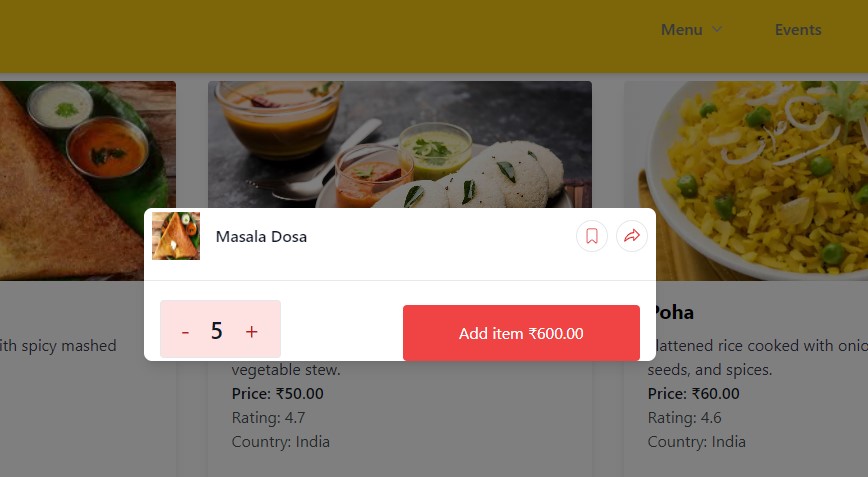 Menu
Events
Masala Dosa
- 5 +
Add item ₹600.00
ith spicy mashed
vegetable stew.
Price: ₹50.00
Rating: 4.7
Country: India
Poha
lattened rice cooked with onio
seeds, and spices.
Price: ₹60.00
Rating: 4.6
Country: India